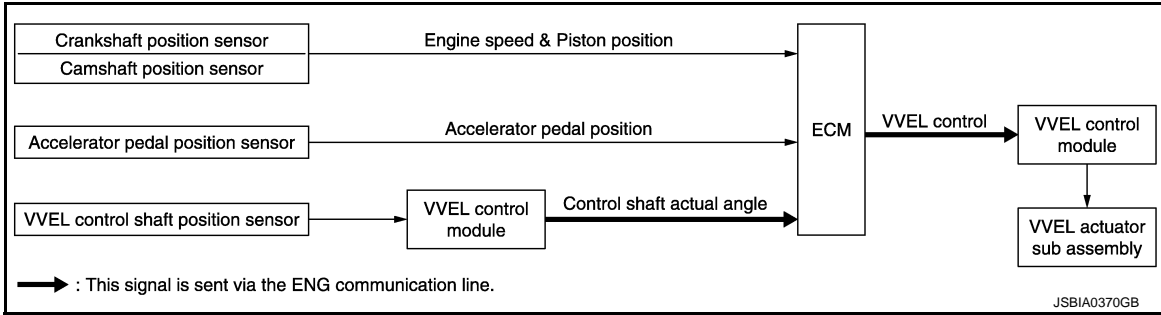 Crankshaft position sensor
Camshaft position sensor
Engine speed & Piston position
Accelerator pedal position sensor
Accelerator pedal position
VVEL control shaft position sensor
VVEL control
module
Control shaft actual angle
ECM
VVEL control
VVEL control
module
VVEL actuator
sub assembly
: This signal is sent via the ENG communication line.
JSBIA0370GB